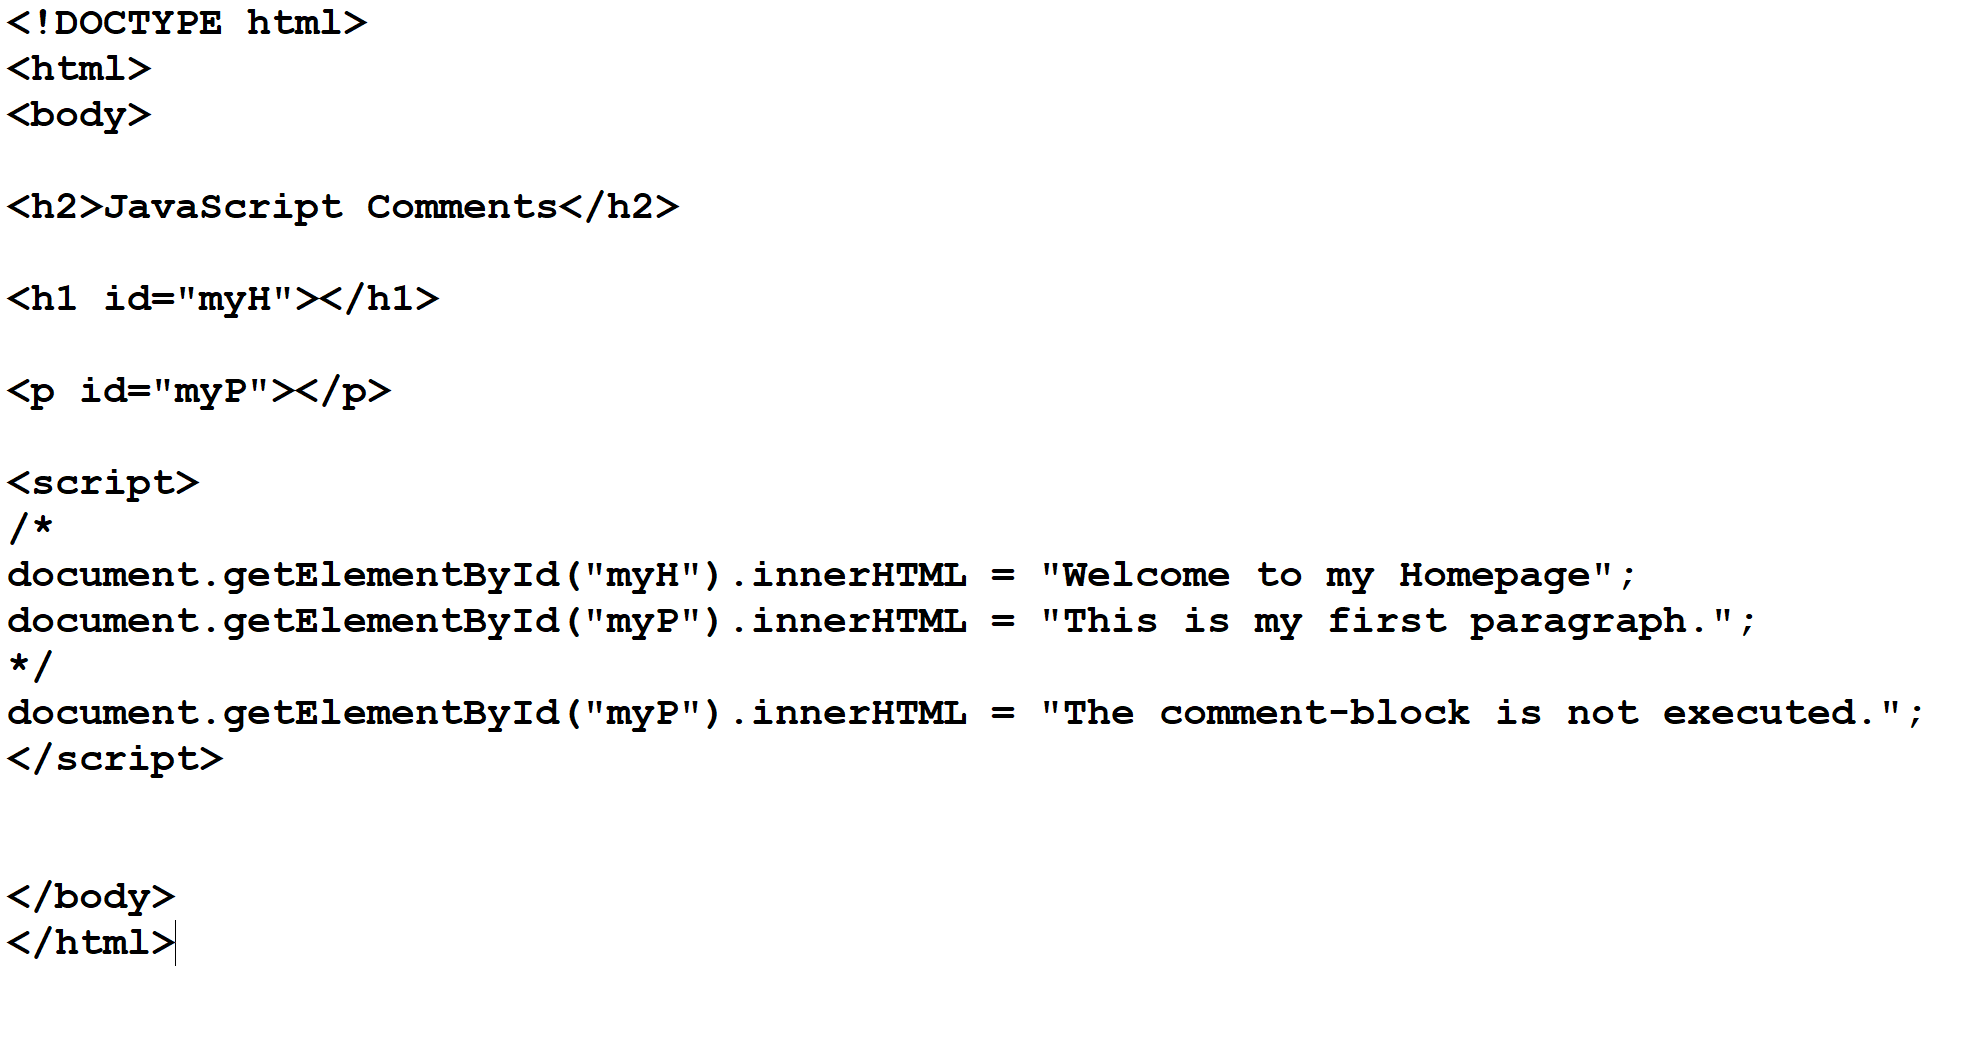 <!DOCTYPE html>
<html>
<body>
<h2>JavaScript Comments</h2>
<h1 id="myH"></h1>
<p id="myP"></p>
<script>
/*
document.getElementById("myH").innerHTML = "Welcome to my Homepage";
document.getElementById("myP").innerHTML = "This is my first paragraph.";
*/
document.getElementById("myP").innerHTML = "The comment-block is not executed.";
</script>
</body>
</html>